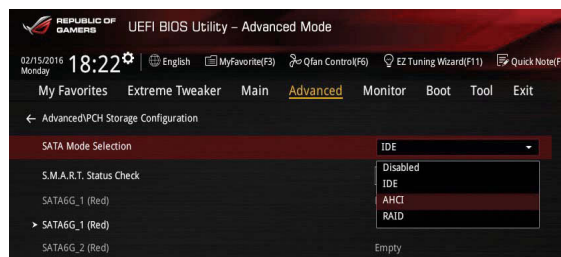 REPUBLIC OF
GAMERS
UEFI BIOS Utility – Advanced Mode
02/15/2016
Monday
18:22
English
MyFavorite(F3)
Qfan Control(F6)
EZ Tuning Wizard(F11)
Quick Note(F
My Favorites Extreme Tweaker Main Advanced Monitor Boot Tool Exit
← Advanced\PCH Storage Configuration
SATA Mode Selection IDE
Disabled
S.M.A.R.T. Status Check
IDE
SATA6G_1 (Red)
AHCI
RAID
SATA6G_1 (Red)
SATA6G_2 (Red) Empty